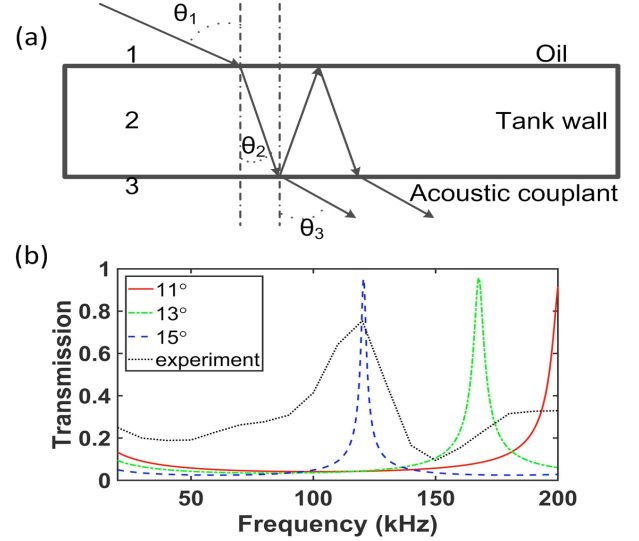 (a)
θ1
1
Oil
2
θ2
Tank wall
3
Acoustic couplant
θ3
(b)
1
0.8
0.6
0.4
0.2
0
Transmission
11°
13°
15°
experiment
50
100
150
200
Frequency (kHz)